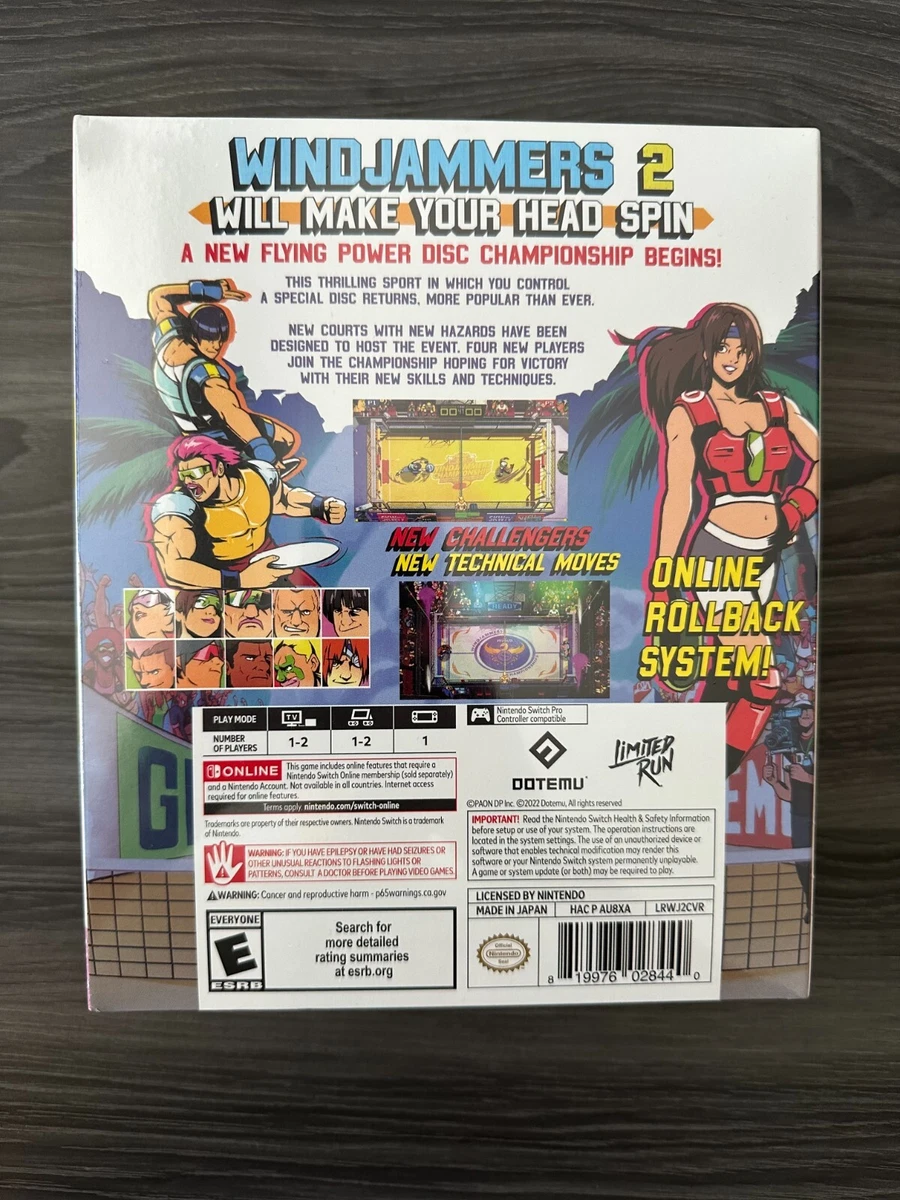 WINDJAMMERS 2
WILL MAKE YOUR HEAD SPIN
A NEW FLYING POWER DISC CHAMPIONSHIP BEGINS!
THIS THRILLING SPORT IN WHICH YOU CONTROL
A SPECIAL DISC RETURNS, MORE POPULAR THAN EVER.
NEW COURTS WITH NEW HAZARDS HAVE BEEN
DESIGNED TO HOST THE EVENT. FOUR NEW PLAYERS
JOIN THE CHAMPIONSHIP HOPING FOR VICTORY
WITH THEIR NEW SKILLS AND TECHNIQUES.
NEW CHALLENGERS
NEW TECHNICAL MOVES
READY
ONLINE
ROLLBACK
SYSTEM!
PLAY MODE
TV
NUMBER
OF PLAYERS
1-2
1-2
1
Nintendo Switch Pro
Controller compatible
DOTEMU
LIMITED
RUN
ONLINE
This game includes online features that require a
Nintendo Switch Online membership (sold separately)
and a Nintendo Account. Not available in all countries. Internet access
required for online features.
Terms apply nintendo.com/switch-online
Trademarks are property of their respective owners. Nintendo Switch is a trademark
of Nintendo.
WARNING: IF YOU HAVE EPILEPSY OR HAVE HAD SEIZURES OR
OTHER UNUSUAL REACTIONS TO FLASHING LIGHTS OR
PATTERNS, CONSULT A DOCTOR BEFORE PLAYING VIDEO GAMES.
WARNING: Cancer and reproductive harm - p65warnings.ca.gov
EVERYONE
E
ESRB
Search for
more detailed
rating summaries
at esrb.org
©PAON DP Inc. ©2022 Dotemu, All rights reserved
IMPORTANT! Read the Nintendo Switch Health & Safety Information
before setup or use of your system. The operation instructions are
located in the system settings. The use of an unauthorized device or
software that enables technical modification may render this
software or your Nintendo Switch system permanently unplayable.
A game or system update (or both) may be required to play.
LICENSED BY NINTENDO
MADE IN JAPAN
HAC P AU8XA
LRWJ2CVR
Official
Nintendo
Seal
8 19976 02844 0